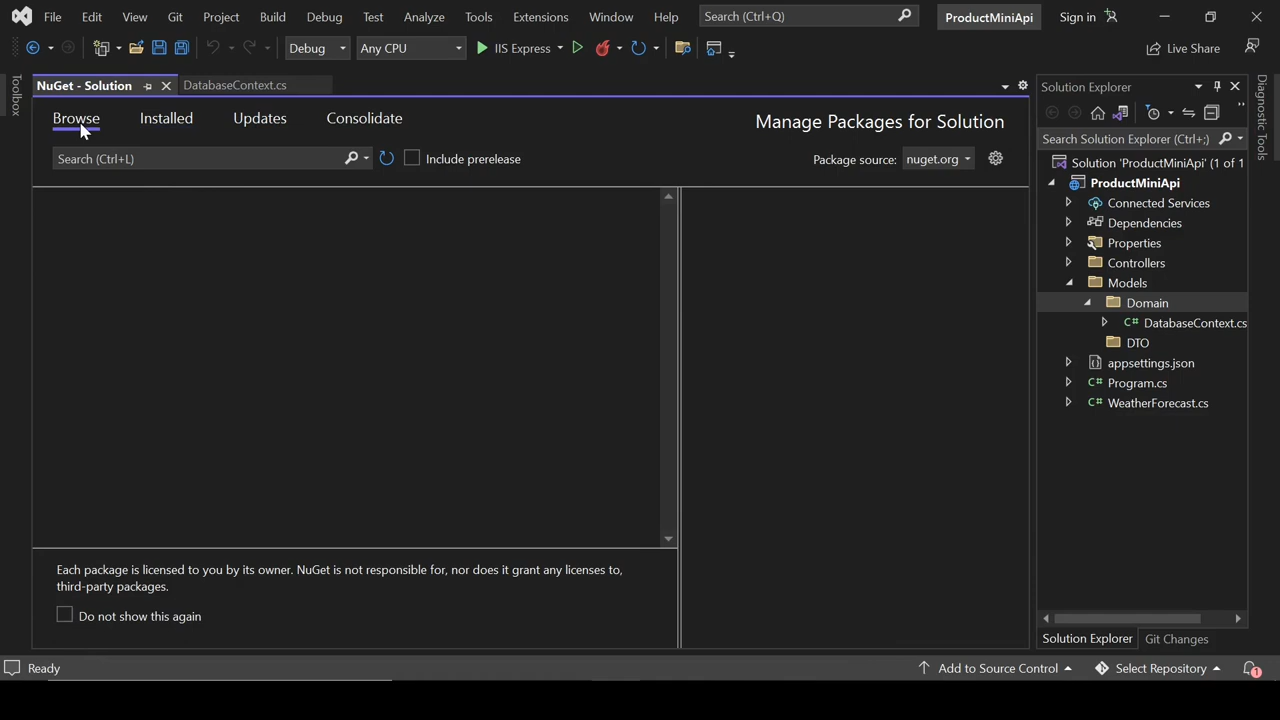 File Edit View Git Project Build Debug Test Analyze Tools Extensions Window Help Search (Ctrl+Q) ProductMiniApi Sign in
Debug Any CPU IIS Express Live Share
Toolbox
NuGet - Solution DatabaseContext.cs
Browse Installed Updates Consolidate Manage Packages for Solution
Search (Ctrl+L) Include prerelease Package source: nuget.org
Each package is licensed to you by its owner. NuGet is not responsible for, nor does it grant any licenses to,
third-party packages.
Do not show this again
Solution Explorer
Search Solution Explorer (Ctrl+;)
Solution 'ProductMiniApi' (1 of 1
ProductMiniApi
Connected Services
Dependencies
Properties
Controllers
Models
Domain
C# DatabaseContext.cs
DTO
appsettings.json
C# Program.cs
C# WeatherForecast.cs
Solution Explorer Git Changes
Diagnostic Tools
Ready Add to Source Control Select Repository 1